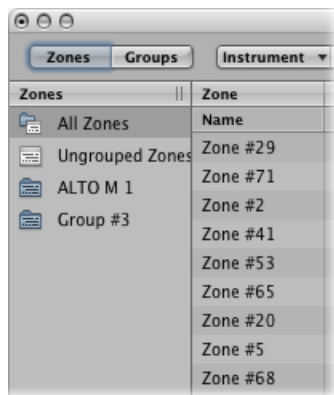 Zones Groups Instrument
Zones
All Zones
Ungrouped Zones
ALTO M 1
Group #3
Zone
Name
Zone #29
Zone #71
Zone #2
Zone #41
Zone #53
Zone #65
Zone #20
Zone #5
Zone #68